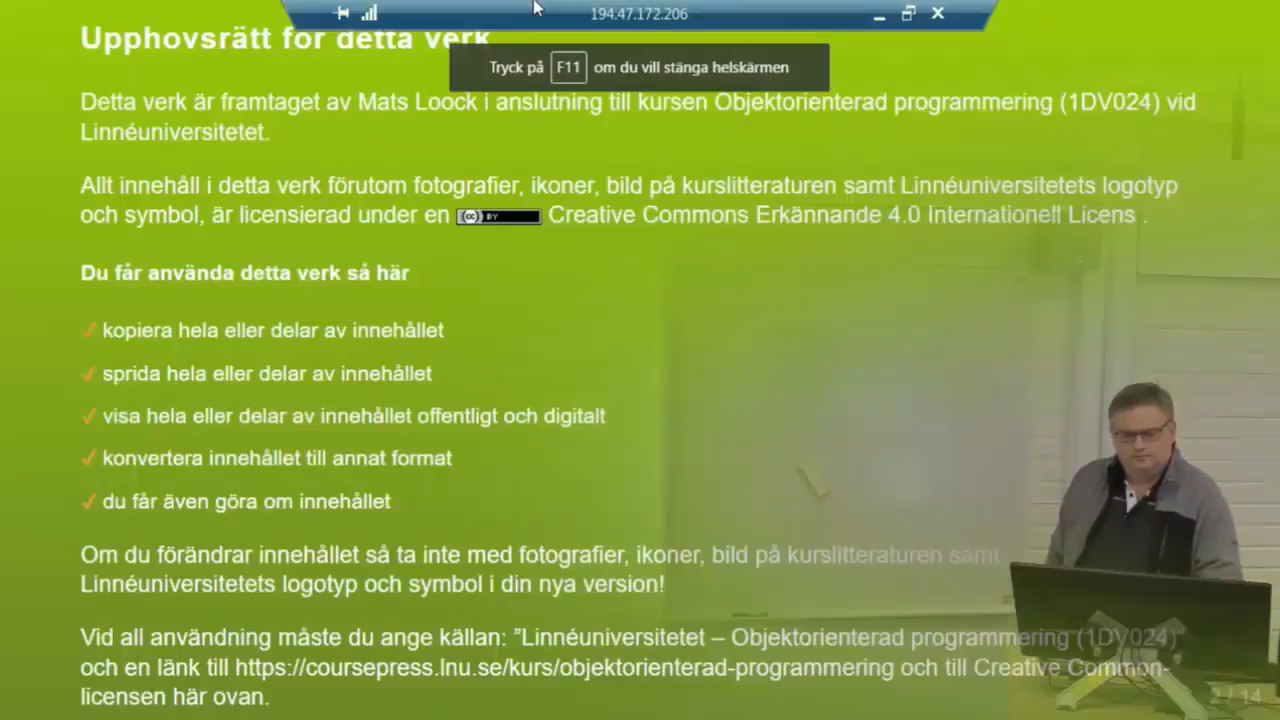 194.47.172.206
Upphovsrätt för detta verk
Tryck på F11 om du vill stänga helskärmen
Detta verk är framtaget av Mats Loock i anslutning till kursen Objektorienterad programmering (1DV024) vid
Linnéuniversitetet.
Allt innehåll i detta verk förutom fotografier, ikoner, bild på kurslitteraturen samt Linnéuniversitetets logotyp
och symbol, är licensierad under en (cc) BY Creative Commons Erkännande 4.0 Internationell Licens .
Du får använda detta verk så här
✓ kopiera hela eller delar av innehållet
✓ sprida hela eller delar av innehållet
✓ visa hela eller delar av innehållet offentligt och digitalt
✓ konvertera innehållet till annat format
✓ du får även göra om innehållet
Om du förändrar innehållet så ta inte med fotografier, ikoner, bild på kurslitteraturen samt
Linnéuniversitetets logotyp och symbol i din nya version!
Vid all användning måste du ange källan: ”Linnéuniversitetet – Objektorienterad programmering (1DV024)”
och en länk till https://coursepress.lnu.se/kurs/objektorienterad-programmering och till Creative Common-
licensen här ovan.
2 / 14